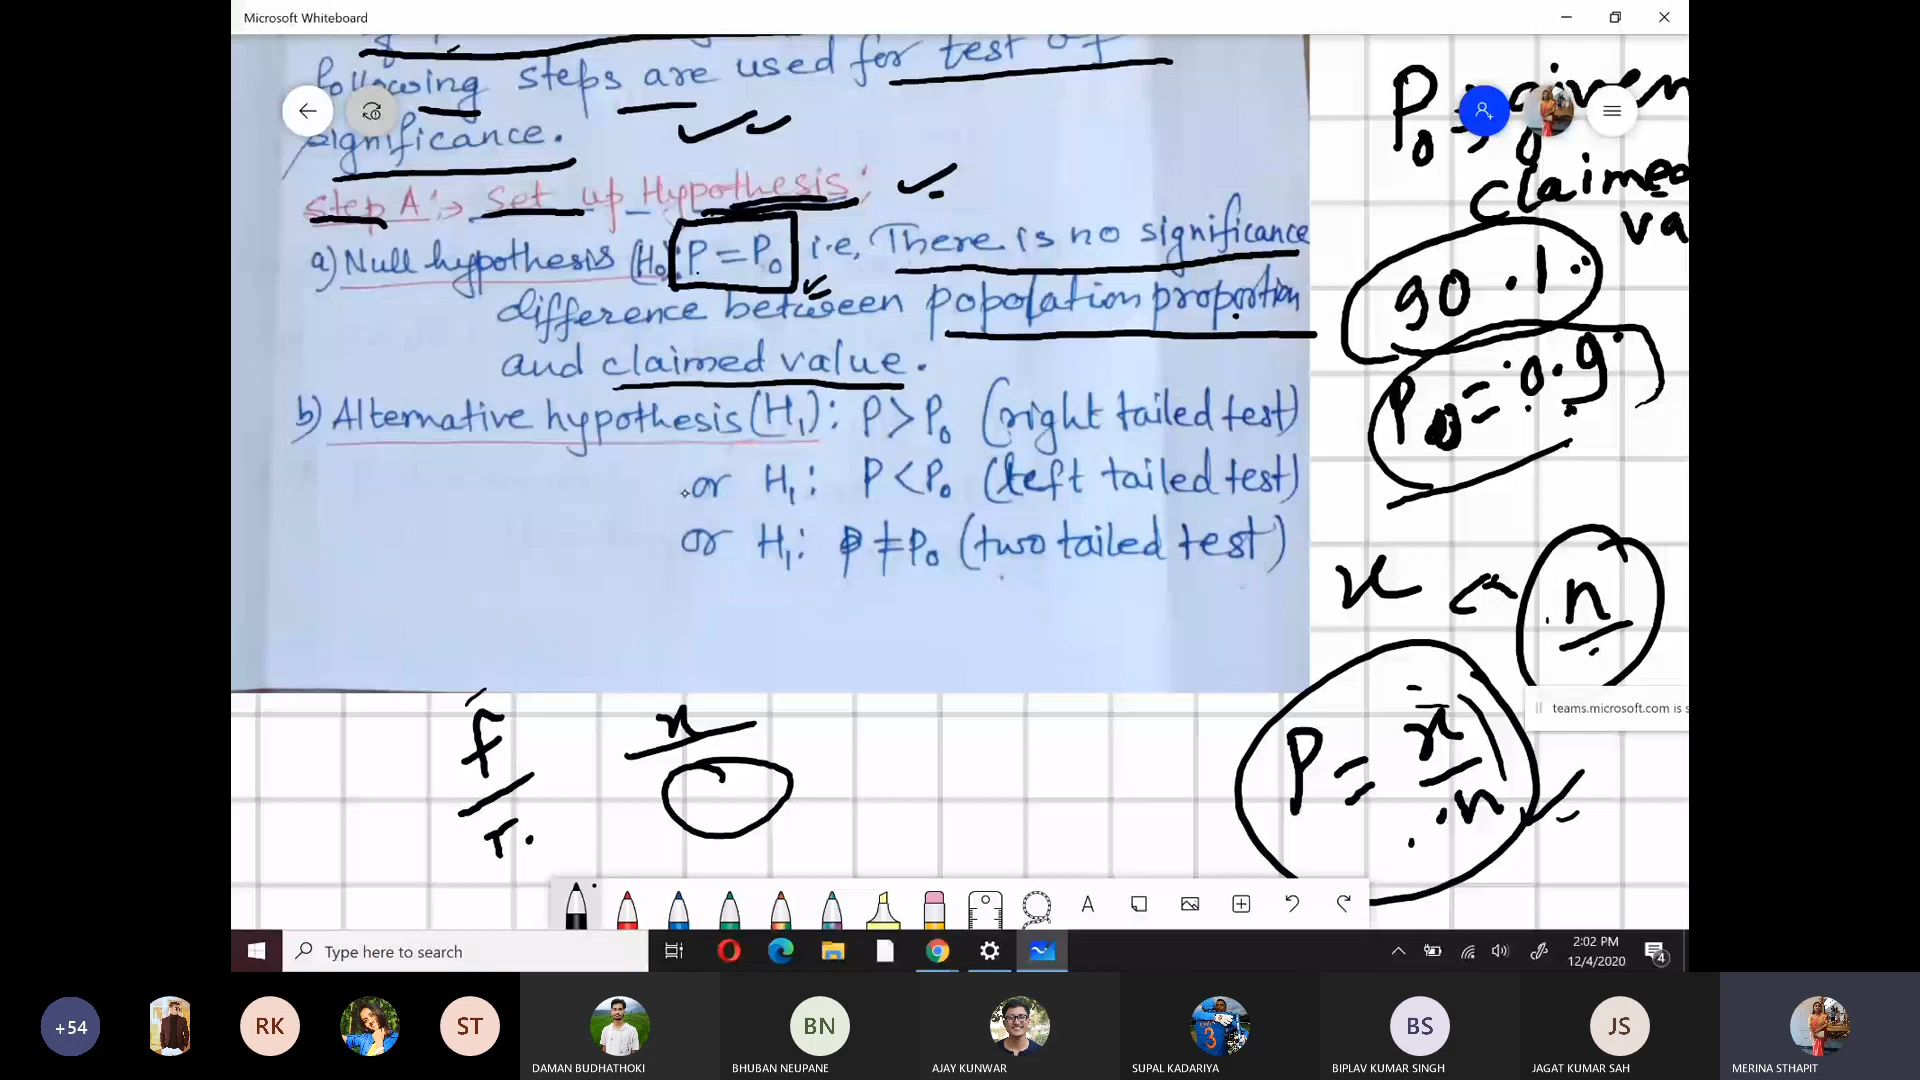 Microsoft Whiteboard
following steps are used for test of
significance.
Step A :→ Set up Hypothesis:
a) Null hypothesis (H₀): P = P₀ i.e, There is no significance
difference between population proportion
and claimed value.
b) Alternative hypothesis (H₁): P > P₀ (right tailed test)
or H₁: P < P₀ (left tailed test)
or H₁: P ≠ P₀ (two tailed test)
P₀ → given
claimed
va
90 .1.
P₀ = 0.9
x
n
P = x/n
f
x
teams.microsoft.com is s
A
Type here to search
2:02 PM
12/4/2020
4
+54
RK
ST
BN
BS
JS
DAMAN BUDHATHOKI
BHUBAN NEUPANE
AJAY KUNWAR
SUPAL KADARIYA
BIPLAV KUMAR SINGH
JAGAT KUMAR SAH
MERINA STHAPIT